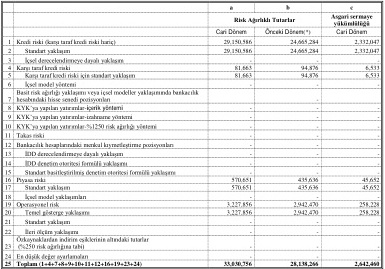 a b c
Risk Ağırlıklı Tutarlar Asgari sermaye yükümlülüğü
Cari Dönem Önceki Dönem(*) Cari Dönem
1 Kredi riski (karşı taraf kredi riski hariç) 29,150,586 24,665,284 2,332,047
2 Standart yaklaşım 29,150,586 24,665,284 2,332,047
3 İçsel derecelendirmeye dayalı yaklaşım - - -
4 Karşı taraf kredi riski 81,663 94,876 6,533
5 Karşı taraf kredi riski için standart yaklaşım 81,663 94,876 6,533
6 İçsel model yöntemi - - -
7 Basit risk ağırlığı yaklaşımı veya içsel modeller yaklaşımında bankacılık
hesabındaki hisse senedi pozisyonları - - -
8 KYK'ya yapılan yatırımlar-içerik yöntemi - - -
9 KYK'ya yapılan yatırımlar-izahname yöntemi - - -
10 KYK'ya yapılan yatırımlar-%1250 risk ağırlığı yöntemi - - -
11 Takas riski - - -
12 Bankacılık hesaplarındaki menkul kıymetleştirme pozisyonları - - -
13 İDD derecelendirmeye dayalı yaklaşım - - -
14 İDD denetim otoritesi formülü yaklaşımı - - -
15 Standart basitleştirilmiş denetim otoritesi formülü yaklaşımı - - -
16 Piyasa riski 570,651 435,636 45,652
17 Standart yaklaşım 570,651 435,636 45,652
18 İçsel model yaklaşımları - - -
19 Operasyonel risk 3,227,856 2,942,470 258,228
20 Temel gösterge yaklaşımı 3,227,856 2,942,470 258,228
21 Standart yaklaşım - - -
22 İleri ölçüm yaklaşımı - - -
23 Özkaynaklardan indirim eşiklerinin altındaki tutarlar
(%250 risk ağırlığına tabi) - - -
24 En düşük değer ayarlamaları - - -
25 Toplam (1+4+7+8+9+10+11+12+16+19+23+24) 33,030,756 28,138,266 2,642,460